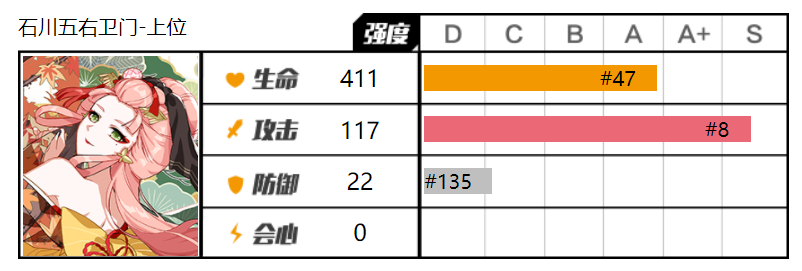 石川五右卫门-上位
强度 D C B A A+ S
生命 411 #47
攻击 117 #8
防御 22 #135
会心 0